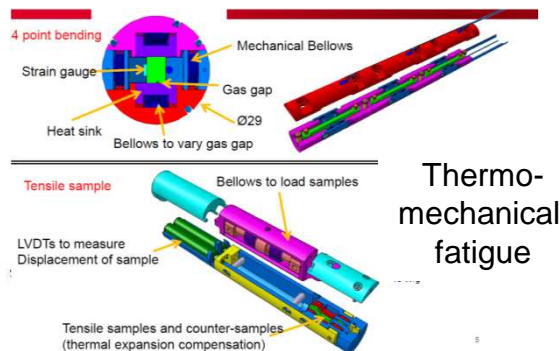 4 point bending
Mechanical Bellows
Strain gauge
Gas gap
Heat sink
Ø29
Bellows to vary gas gap
Tensile sample
Bellows to load samples
Thermo-
mechanical
fatigue
LVDTs to measure
Displacement of sample
Tensile samples and counter-samples
(thermal expansion compensation)